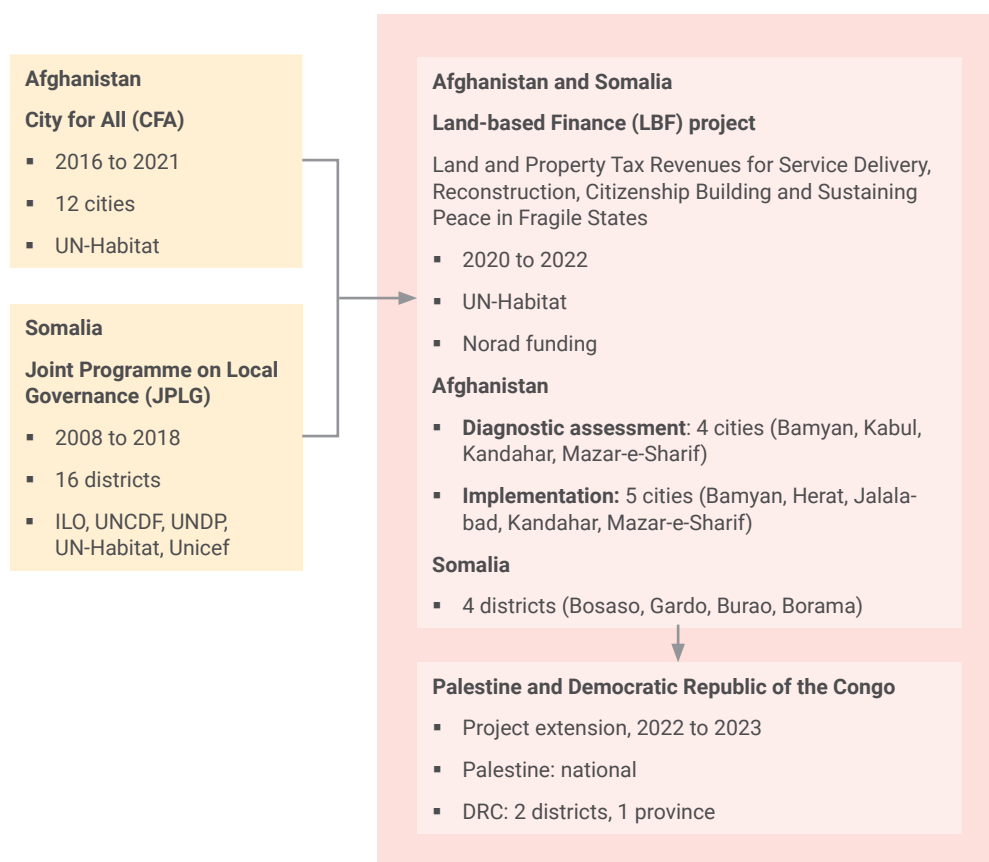 Afghanistan
City for All (CFA)
▪ 2016 to 2021
▪ 12 cities
▪ UN-Habitat
Somalia
Joint Programme on Local
Governance (JPLG)
▪ 2008 to 2018
▪ 16 districts
▪ ILO, UNCDF, UNDP,
UN-Habitat, Unicef
Afghanistan and Somalia
Land-based Finance (LBF) project
Land and Property Tax Revenues for Service Delivery,
Reconstruction, Citizenship Building and Sustaining
Peace in Fragile States
▪ 2020 to 2022
▪ UN-Habitat
▪ Norad funding
Afghanistan
▪ Diagnostic assessment: 4 cities (Bamyan, Kabul,
Kandahar, Mazar-e-Sharif)
▪ Implementation: 5 cities (Bamyan, Herat, Jalala-
bad, Kandahar, Mazar-e-Sharif)
Somalia
▪ 4 districts (Bosaso, Gardo, Burao, Borama)
Palestine and Democratic Republic of the Congo
▪ Project extension, 2022 to 2023
▪ Palestine: national
▪ DRC: 2 districts, 1 province